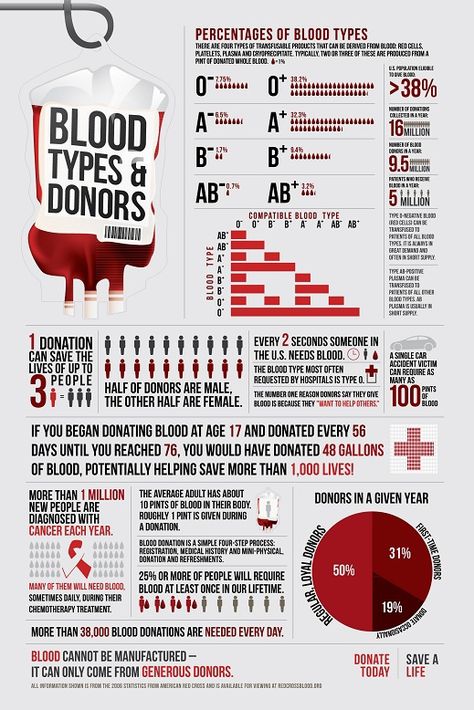 BLOOD
TYPES &
DONORS
PERCENTAGES OF BLOOD TYPES
THERE ARE FOUR TYPES OF TRANSFUSABLE PRODUCTS THAT CAN BE DERIVED FROM BLOOD: RED CELLS,
PLATELETS, PLASMA AND CRYOPRECIPITATE. TYPICALLY, TWO OR THREE OF THESE ARE PRODUCED FROM A
PINT OF DONATED WHOLE BLOOD. =1%
O- 2.75%
O+ 38.2%
A- 6.5%
A+ 32.3%
B- 1.7%
B+ 9.4%
AB- 0.7%
AB+ 3.2%
U.S. POPULATION ELIGIBLE
TO GIVE BLOOD:
>38%
NUMBER OF DONATIONS
COLLECTED IN A YEAR:
16 MILLION
NUMBER OF BLOOD
DONORS IN A YEAR:
9.5 MILLION
PATIENTS WHO RECEIVE
BLOOD IN A YEAR:
5 MILLION
TYPE O-NEGATIVE BLOOD
(RED CELLS) CAN BE
TRANSFUSED TO
PATIENTS OF ALL BLOOD
TYPES. IT IS ALWAYS IN
GREAT DEMAND AND
OFTEN IN SHORT SUPPLY.
TYPE AB-POSITIVE
PLASMA CAN BE
TRANSFUSED TO
PATIENTS OF ALL OTHER
BLOOD TYPES. AB
PLASMA IS USUALLY IN
SHORT SUPPLY.
COMPATIBLE BLOOD TYPE
O- O+ B- B+ A- A+ AB- AB+
BLOOD TYPE
AB+
AB-
A+
A-
B+
B-
O+
O-
1 DONATION
CAN SAVE THE
LIVES OF UP TO
3 PEOPLE
HALF OF DONORS ARE MALE,
THE OTHER HALF ARE FEMALE.
EVERY 2 SECONDS SOMEONE IN
THE U.S. NEEDS BLOOD.
THE BLOOD TYPE MOST OFTEN
REQUESTED BY HOSPITALS IS TYPE O.
THE NUMBER ONE REASON DONORS SAY THEY GIVE
BLOOD IS BECAUSE THEY "WANT TO HELP OTHERS."
A SINGLE CAR
ACCIDENT VICTIM
CAN REQUIRE AS
MANY AS
100 PINTS OF BLOOD
IF YOU BEGAN DONATING BLOOD AT AGE 17 AND DONATED EVERY 56
DAYS UNTIL YOU REACHED 76, YOU WOULD HAVE DONATED 48 GALLONS
OF BLOOD, POTENTIALLY HELPING SAVE MORE THAN 1,000 LIVES!
MORE THAN 1 MILLION
NEW PEOPLE ARE
DIAGNOSED WITH
CANCER EACH YEAR.
MANY OF THEM WILL NEED BLOOD,
SOMETIMES DAILY, DURING THEIR
CHEMOTHERAPY TREATMENT.
THE AVERAGE ADULT HAS ABOUT
10 PINTS OF BLOOD IN THEIR BODY.
ROUGHLY 1 PINT IS GIVEN DURING
A DONATION.
BLOOD DONATION IS A SIMPLE FOUR-STEP PROCESS:
REGISTRATION, MEDICAL HISTORY AND MINI-PHYSICAL,
DONATION AND REFRESHMENTS.
25% OR MORE OF PEOPLE WILL REQUIRE
BLOOD AT LEAST ONCE IN OUR LIFETIME.
MORE THAN 38,000 BLOOD DONATIONS ARE NEEDED EVERY DAY.
DONORS IN A GIVEN YEAR
REGULAR, LOYAL DONORS
50%
FIRST-TIME DONORS
31%
DONATE OCCASIONALLY
19%
BLOOD CANNOT BE MANUFACTURED –
IT CAN ONLY COME FROM GENEROUS DONORS.
DONATE
TODAY
SAVE A
LIFE
ALL INFORMATION SHOWN IS FROM THE 2006 STATISTICS FROM AMERICAN RED CROSS AND IS AVAILABLE FOR VIEWING AT REDCROSSBLOOD.ORG